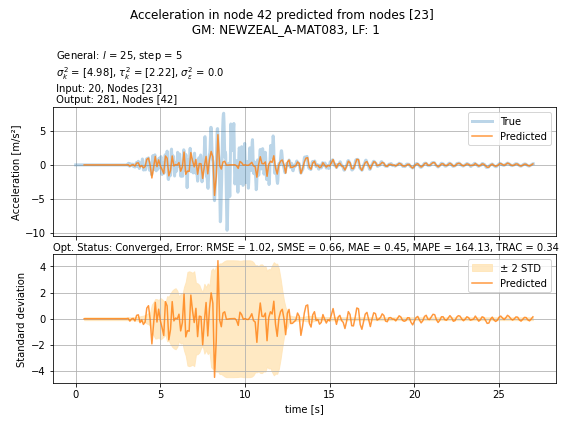 Acceleration in node 42 predicted from nodes [23]
GM: NEWZEAL_A-MAT083, LF: 1
General: l = 25, step = 5
σ²ₖ = [4.98], τ²ₖ = [2.22], σ²ε = 0.0
Input: 20, Nodes [23]
Output: 281, Nodes [42]
Acceleration [m/s²]
5
0
−5
−10
True
Predicted
Opt. Status: Converged, Error: RMSE = 1.02, SMSE = 0.66, MAE = 0.45, MAPE = 164.13, TRAC = 0.34
Standard deviation
4
2
0
−2
−4
± 2 STD
Predicted
0 5 10 15 20 25
time [s]